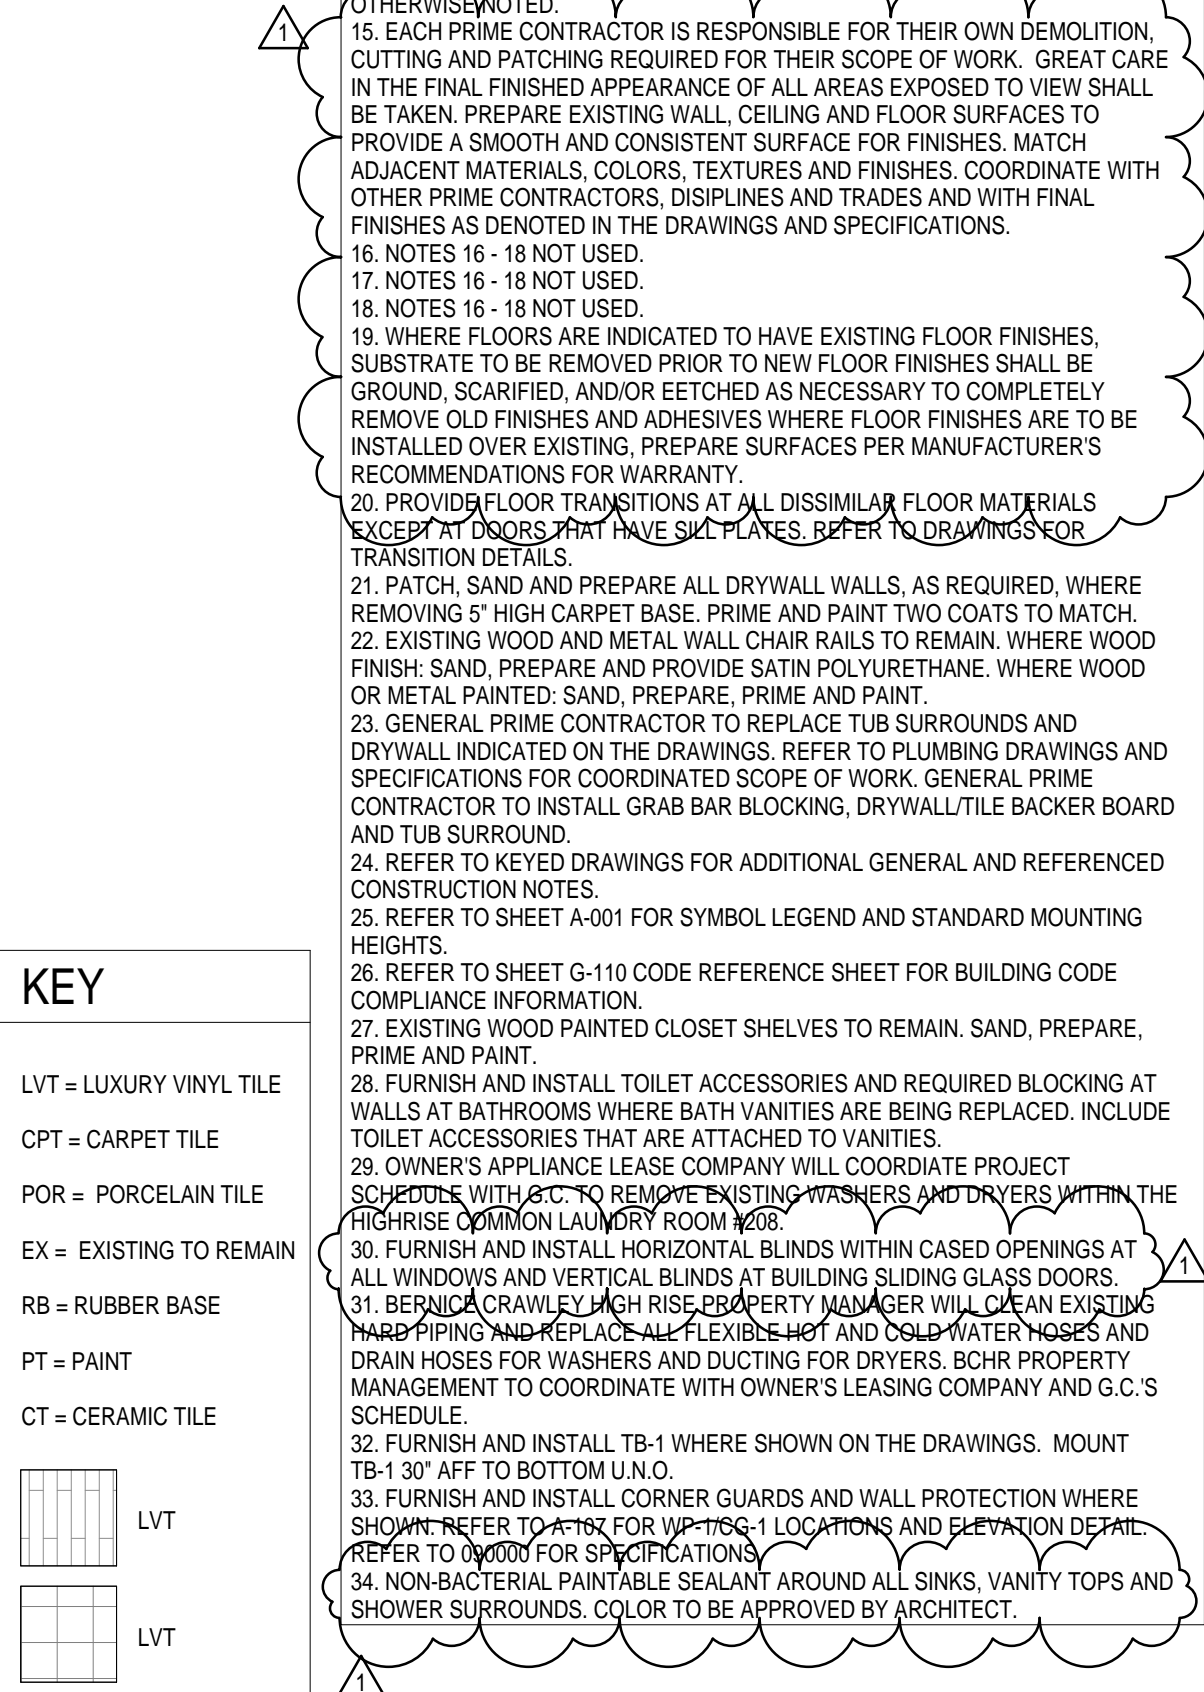 OTHERWISE NOTED.
1
15. EACH PRIME CONTRACTOR IS RESPONSIBLE FOR THEIR OWN DEMOLITION,
CUTTING AND PATCHING REQUIRED FOR THEIR SCOPE OF WORK. GREAT CARE
IN THE FINAL FINISHED APPEARANCE OF ALL AREAS EXPOSED TO VIEW SHALL
BE TAKEN. PREPARE EXISTING WALL, CEILING AND FLOOR SURFACES TO
PROVIDE A SMOOTH AND CONSISTENT SURFACE FOR FINISHES. MATCH
ADJACENT MATERIALS, COLORS, TEXTURES AND FINISHES. COORDINATE WITH
OTHER PRIME CONTRACTORS, DISIPLINES AND TRADES AND WITH FINAL
FINISHES AS DENOTED IN THE DRAWINGS AND SPECIFICATIONS.
16. NOTES 16 - 18 NOT USED.
17. NOTES 16 - 18 NOT USED.
18. NOTES 16 - 18 NOT USED.
19. WHERE FLOORS ARE INDICATED TO HAVE EXISTING FLOOR FINISHES,
SUBSTRATE TO BE REMOVED PRIOR TO NEW FLOOR FINISHES SHALL BE
GROUND, SCARIFIED, AND/OR EETCHED AS NECESSARY TO COMPLETELY
REMOVE OLD FINISHES AND ADHESIVES WHERE FLOOR FINISHES ARE TO BE
INSTALLED OVER EXISTING, PREPARE SURFACES PER MANUFACTURER'S
RECOMMENDATIONS FOR WARRANTY.
20. PROVIDE FLOOR TRANSITIONS AT ALL DISSIMILAR FLOOR MATERIALS
EXCEPT AT DOORS THAT HAVE SILL PLATES. REFER TO DRAWINGS FOR
TRANSITION DETAILS.
21. PATCH, SAND AND PREPARE ALL DRYWALL WALLS, AS REQUIRED, WHERE
REMOVING 5" HIGH CARPET BASE. PRIME AND PAINT TWO COATS TO MATCH.
22. EXISTING WOOD AND METAL WALL CHAIR RAILS TO REMAIN. WHERE WOOD
FINISH: SAND, PREPARE AND PROVIDE SATIN POLYURETHANE. WHERE WOOD
OR METAL PAINTED: SAND, PREPARE, PRIME AND PAINT.
23. GENERAL PRIME CONTRACTOR TO REPLACE TUB SURROUNDS AND
DRYWALL INDICATED ON THE DRAWINGS. REFER TO PLUMBING DRAWINGS AND
SPECIFICATIONS FOR COORDINATED SCOPE OF WORK. GENERAL PRIME
CONTRACTOR TO INSTALL GRAB BAR BLOCKING, DRYWALL/TILE BACKER BOARD
AND TUB SURROUND.
24. REFER TO KEYED DRAWINGS FOR ADDITIONAL GENERAL AND REFERENCED
CONSTRUCTION NOTES.
25. REFER TO SHEET A-001 FOR SYMBOL LEGEND AND STANDARD MOUNTING
HEIGHTS.
26. REFER TO SHEET G-110 CODE REFERENCE SHEET FOR BUILDING CODE
COMPLIANCE INFORMATION.
27. EXISTING WOOD PAINTED CLOSET SHELVES TO REMAIN. SAND, PREPARE,
PRIME AND PAINT.
28. FURNISH AND INSTALL TOILET ACCESSORIES AND REQUIRED BLOCKING AT
WALLS AT BATHROOMS WHERE BATH VANITIES ARE BEING REPLACED. INCLUDE
TOILET ACCESSORIES THAT ARE ATTACHED TO VANITIES.
29. OWNER'S APPLIANCE LEASE COMPANY WILL COORDIATE PROJECT
SCHEDULE WITH G.C. TO REMOVE EXISTING WASHERS AND DRYERS WITHIN THE
HIGHRISE COMMON LAUNDRY ROOM #208.
30. FURNISH AND INSTALL HORIZONTAL BLINDS WITHIN CASED OPENINGS AT
ALL WINDOWS AND VERTICAL BLINDS AT BUILDING SLIDING GLASS DOORS.
1
31. BERNICE CRAWLEY HIGH RISE PROPERTY MANAGER WILL CLEAN EXISTING
HARD PIPING AND REPLACE ALL FLEXIBLE HOT AND COLD WATER HOSES AND
DRAIN HOSES FOR WASHERS AND DUCTING FOR DRYERS. BCHR PROPERTY
MANAGEMENT TO COORDINATE WITH OWNER'S LEASING COMPANY AND G.C.'S
SCHEDULE.
32. FURNISH AND INSTALL TB-1 WHERE SHOWN ON THE DRAWINGS. MOUNT
TB-1 30" AFF TO BOTTOM U.N.O.
33. FURNISH AND INSTALL CORNER GUARDS AND WALL PROTECTION WHERE
SHOWN. REFER TO A-107 FOR WP-1/CG-1 LOCATIONS AND ELEVATION DETAIL.
REFER TO 090000 FOR SPECIFICATIONS
34. NON-BACTERIAL PAINTABLE SEALANT AROUND ALL SINKS, VANITY TOPS AND
SHOWER SURROUNDS. COLOR TO BE APPROVED BY ARCHITECT.
1
KEY
LVT = LUXURY VINYL TILE
CPT = CARPET TILE
POR = PORCELAIN TILE
EX = EXISTING TO REMAIN
RB = RUBBER BASE
PT = PAINT
CT = CERAMIC TILE
LVT
LVT